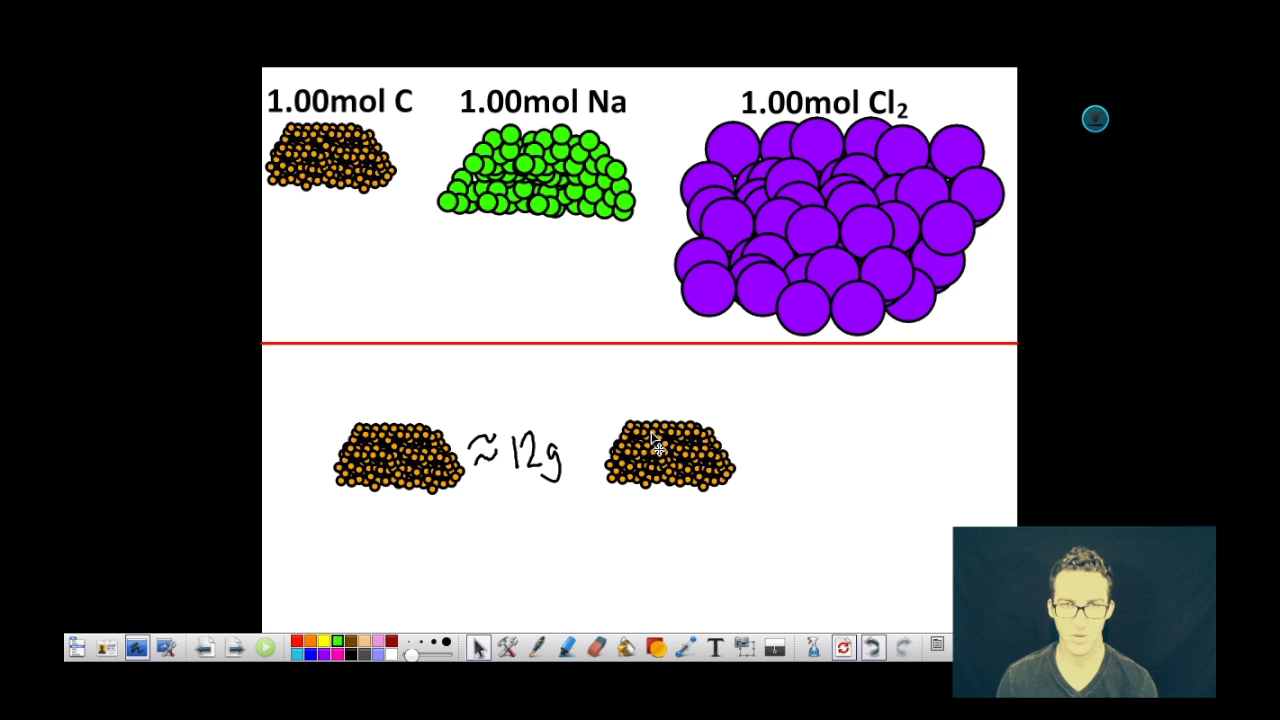 1.00mol C
1.00mol Na
1.00mol Cl₂
≈ 12g
T